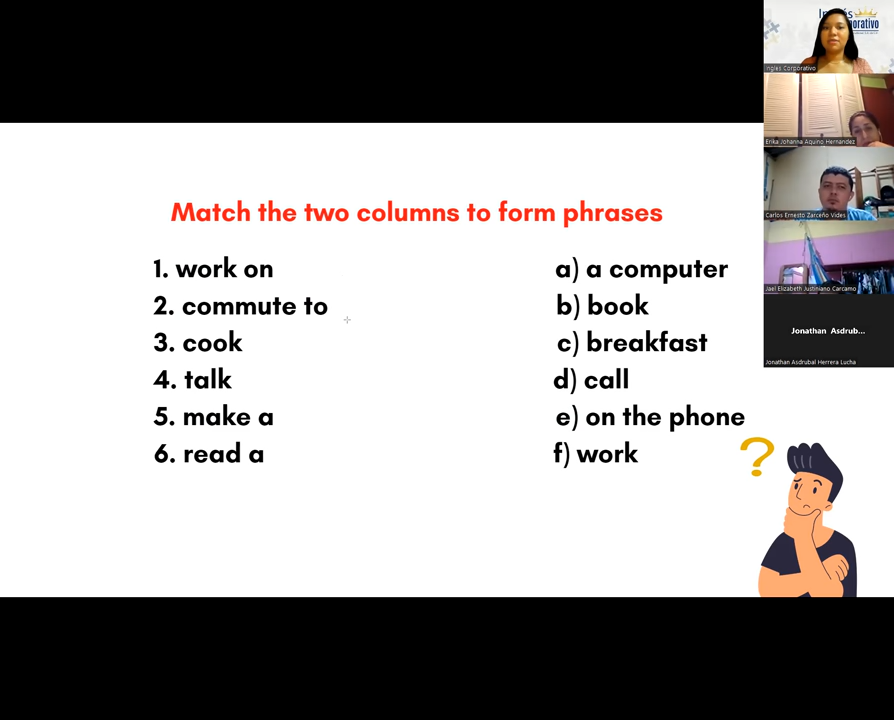 Match the two columns to form phrases
1. work on
2. commute to
3. cook
4. talk
5. make a
6. read a
a) a computer
b) book
c) breakfast
d) call
e) on the phone
f) work
?
Inglés Corporativo
Erika Johanna Aquino Hernandez
Carlos Ernesto Zarceño Vides
Jael Elizabeth Justiniano Carcamo
Jonathan Asdrub...
Jonathan Asdrubal Herrera Lucha